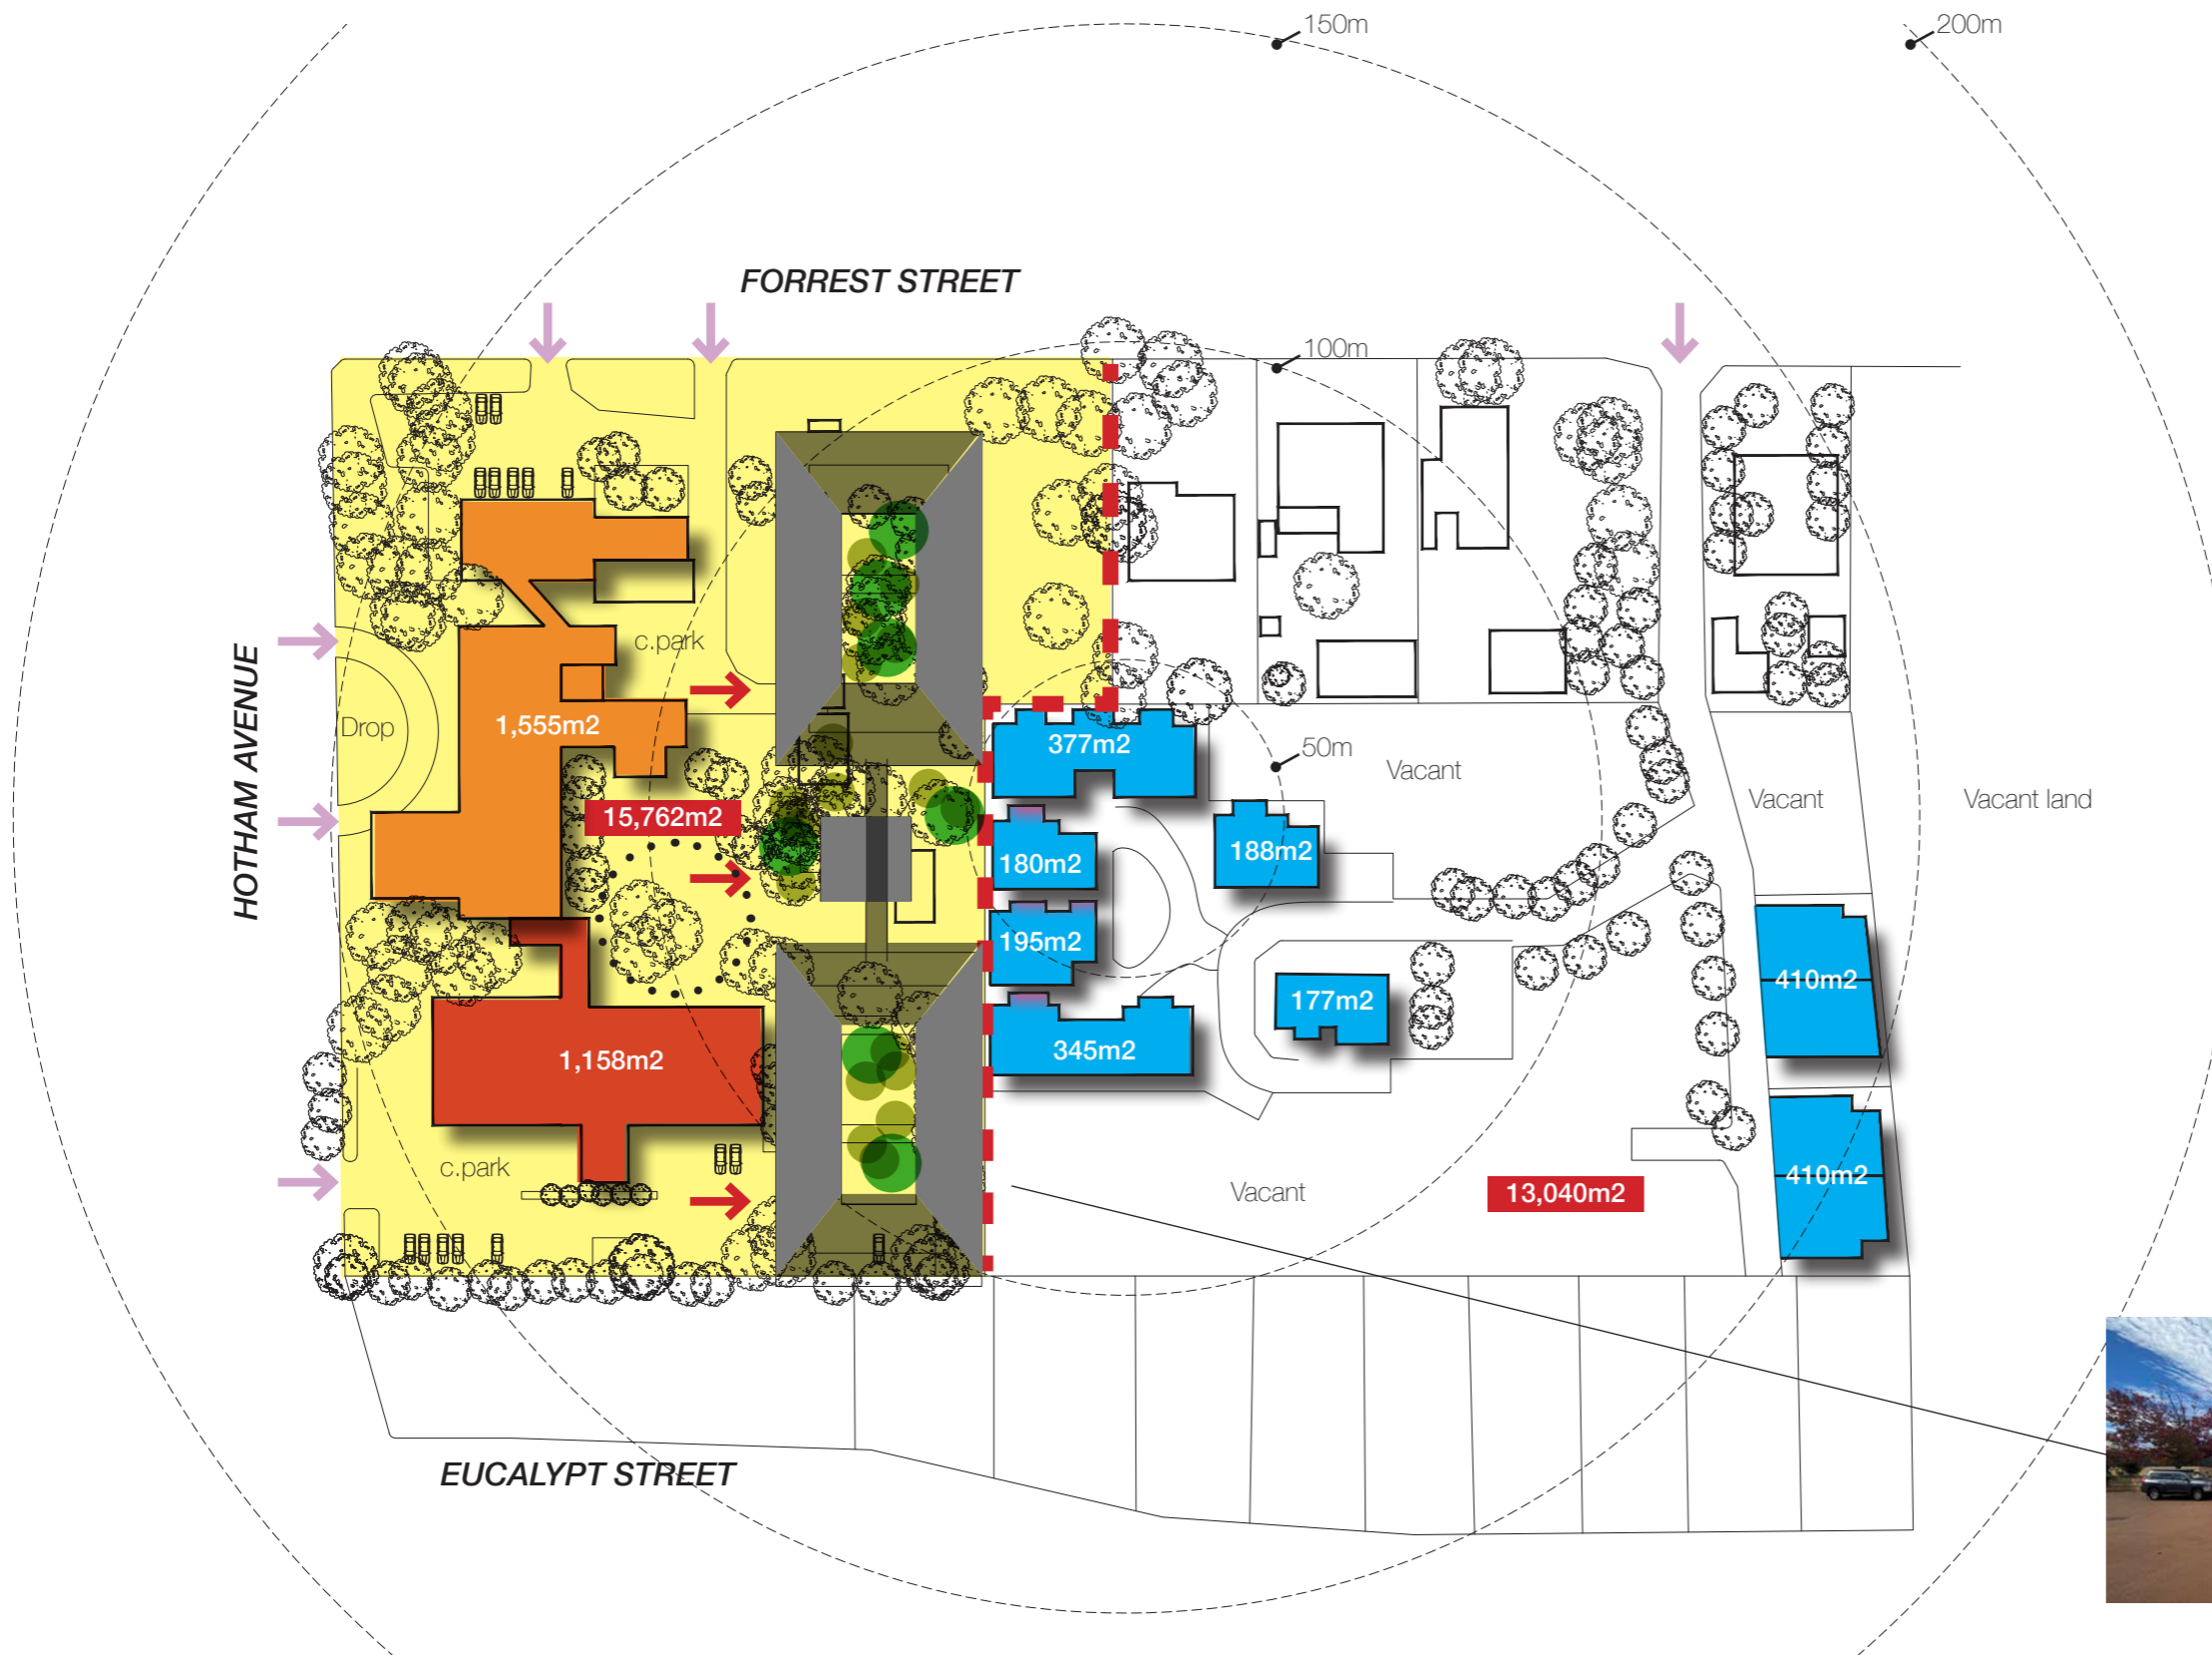 150m
200m
FORREST STREET
100m
c.park
HOTHAM AVENUE
Drop
1,555m2
377m2
50m
Vacant
Vacant
Vacant land
15,762m2
180m2
188m2
195m2
410m2
177m2
345m2
1,158m2
c.park
Vacant
13,040m2
410m2
EUCALYPT STREET